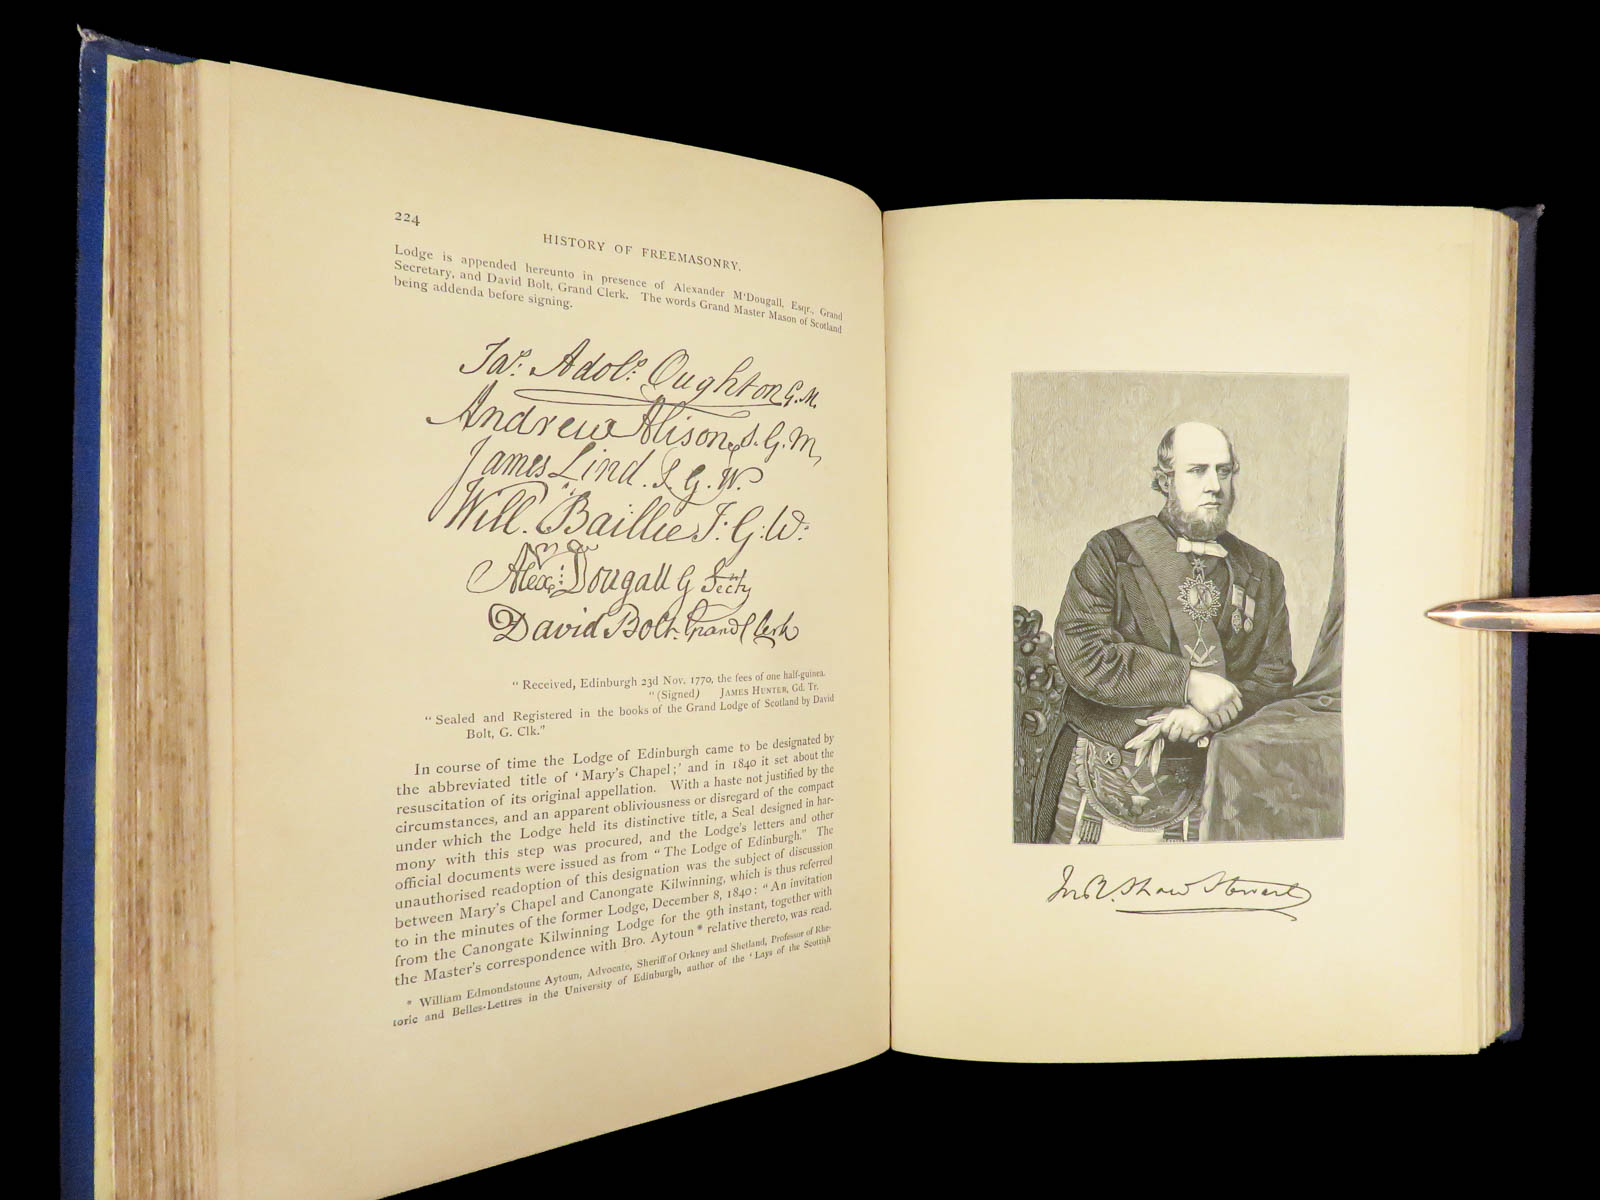 224
HISTORY OF FREEMASONRY.
Lodge is appended hereunto in presence of Alexander M'Dougall, Esqr., Grand
Secretary, and David Bolt, Grand Clerk. The words Grand Master Mason of Scotland
being addenda before signing.
Jas: Adols: Oughton G.M.
Andrew Alison S.G.M,
James Lind. S.G.W.
Will. Baillie J:G:W:
Alexr: McDougall G Secty
David Bolt. Grand Clerk
" Received, Edinburgh 23d Nov. 1770, the fees of one half-guinea.
" (Signed) JAMES HUNTER, Gd. Tr.
" Sealed and Registered in the books of the Grand Lodge of Scotland by David
Bolt, G. Clk."
In course of time the Lodge of Edinburgh came to be designated by
the abbreviated title of ' Mary's Chapel ;' and in 1840 it set about the
resuscitation of its original appellation. With a haste not justified by the
circumstances, and an apparent obliviousness or disregard of the compact
under which the Lodge held its distinctive title, a Seal designed in har-
mony with this step was procured, and the Lodge's letters and other
official documents were issued as from " The Lodge of Edinburgh." The
unauthorised readoption of this designation was the subject of discussion
between Mary's Chapel and Canongate Kilwinning, which is thus referred
to in the minutes of the former Lodge, December 8, 1840 : " An invitation
from the Canongate Kilwinning Lodge for the 9th instant, together with
the Master's correspondence with Bro. Aytoun * relative thereto, was read.
* William Edmondstoune Aytoun, Advocate, Sheriff of Orkney and Shetland, Professor of Rhe-
toric and Belles-Lettres in the University of Edinburgh, author of the ' Lays of the Scottish
M. R. Shaw Stewart